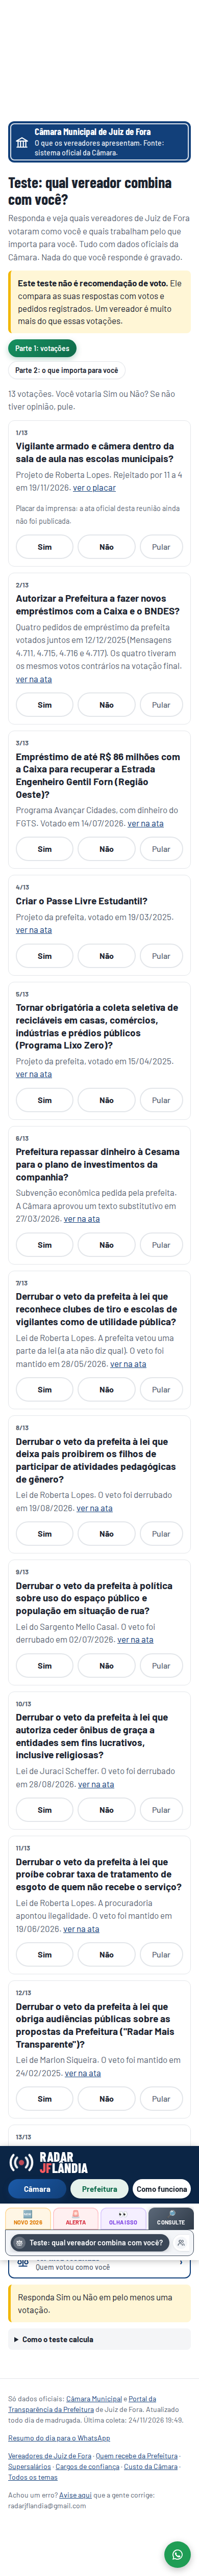 Câmara Municipal de Juiz de Fora
O que os vereadores apresentam. Fonte:
sistema oficial da Câmara.
Teste: qual vereador combina
com você?
Responda e veja quais vereadores de Juiz de Fora
votaram como você e quais trabalham pelo que
importa para você. Tudo com dados oficiais da
Câmara. Nada do que você responde é gravado.
Este teste não é recomendação de voto. Ele
compara as suas respostas com votos e
pedidos registrados. Um vereador é muito
mais do que essas votações.
Parte 1: votações
Parte 2: o que importa para você
13 votações. Você votaria Sim ou Não? Se não
tiver opinião, pule.
1/13
Vigilante armado e câmera dentro da
sala de aula nas escolas municipais?
Projeto de Roberta Lopes. Rejeitado por 11 a 4
em 19/11/2026. ver o placar
Placar da imprensa: a ata oficial desta reunião ainda
não foi publicada.
Sim Não Pular
2/13
Autorizar a Prefeitura a fazer novos
empréstimos com a Caixa e o BNDES?
Quatro pedidos de empréstimo da prefeita
votados juntos em 12/12/2025 (Mensagens
4.711, 4.715, 4.716 e 4.717). Os quatro tiveram
os mesmos votos contrários na votação final.
ver na ata
Sim Não Pular
3/13
Empréstimo de até R$ 86 milhões com
a Caixa para recuperar a Estrada
Engenheiro Gentil Forn (Região
Oeste)?
Programa Avançar Cidades, com dinheiro do
FGTS. Votado em 14/07/2026. ver na ata
Sim Não Pular
4/13
Criar o Passe Livre Estudantil?
Projeto da prefeita, votado em 19/03/2025.
ver na ata
Sim Não Pular
5/13
Tornar obrigatória a coleta seletiva de
recicláveis em casas, comércios,
indústrias e prédios públicos
(Programa Lixo Zero)?
Projeto da prefeita, votado em 15/04/2025.
ver na ata
Sim Não Pular
6/13
Prefeitura repassar dinheiro à Cesama
para o plano de investimentos da
companhia?
Subvenção econômica pedida pela prefeita.
A Câmara aprovou um texto substitutivo em
27/03/2026. ver na ata
Sim Não Pular
7/13
Derrubar o veto da prefeita à lei que
reconhece clubes de tiro e escolas de
vigilantes como de utilidade pública?
Lei de Roberta Lopes. A prefeita vetou uma
parte da lei (a ata não diz qual). O veto foi
mantido em 28/05/2026. ver na ata
Sim Não Pular
8/13
Derrubar o veto da prefeita à lei que
deixa pais proibirem os filhos de
participar de atividades pedagógicas
de gênero?
Lei de Roberta Lopes. O veto foi derrubado
em 19/08/2026. ver na ata
Sim Não Pular
9/13
Derrubar o veto da prefeita à política
sobre uso do espaço público e
população em situação de rua?
Lei do Sargento Mello Casal. O veto foi
derrubado em 02/07/2026. ver na ata
Sim Não Pular
10/13
Derrubar o veto da prefeita à lei que
autoriza ceder ônibus de graça a
entidades sem fins lucrativos,
inclusive religiosas?
Lei de Juraci Scheffer. O veto foi derrubado
em 28/08/2026. ver na ata
Sim Não Pular
11/13
Derrubar o veto da prefeita à lei que
proíbe cobrar taxa de tratamento de
esgoto de quem não recebe o serviço?
Lei de Roberta Lopes. A procuradoria
apontou ilegalidade. O veto foi mantido em
19/06/2026. ver na ata
Sim Não Pular
12/13
Derrubar o veto da prefeita à lei que
obriga audiências públicas sobre as
propostas da Prefeitura ("Radar Mais
Transparente")?
Lei de Marlon Siqueira. O veto foi mantido em
24/02/2025. ver na ata
Sim Não Pular
13/13
RADAR
JFLÂNDIA
Câmara Prefeitura Como funciona
NOVO 2026 ALERTA OLHA ISSO CONSULTE
Teste: qual vereador combina com você?
Quem votou como você
Responda Sim ou Não em pelo menos uma
votação.
Como o teste calcula
Só dados oficiais: Câmara Municipal e Portal da
Transparência da Prefeitura de Juiz de Fora. Atualizado
todo dia de madrugada. Última coleta: 24/11/2026 19:49.
Resumo do dia para o WhatsApp
Vereadores de Juiz de Fora · Quem recebe da Prefeitura ·
Supersalários · Cargos de confiança · Custo da Câmara ·
Todos os temas
Achou um erro? Avise aqui que a gente corrige:
radarjflandia@gmail.com